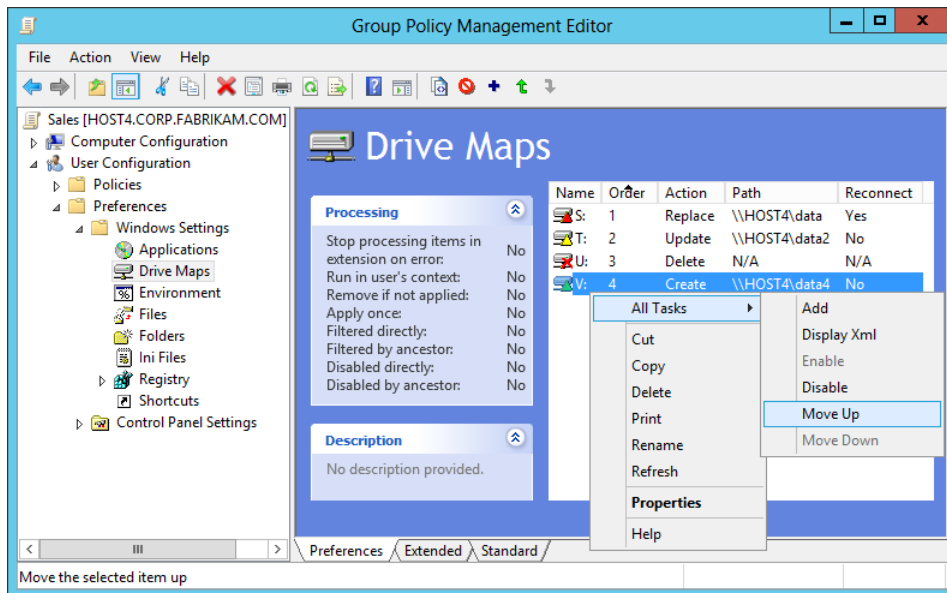 Group Policy Management Editor
File Action View Help
Sales [HOST4.CORP.FABRIKAM.COM]
Computer Configuration
User Configuration
Policies
Preferences
Windows Settings
Applications
Drive Maps
Environment
Files
Folders
Ini Files
Registry
Shortcuts
Control Panel Settings
Drive Maps
Processing
Stop processing items in extension on error: No
Run in user's context: No
Remove if not applied: No
Apply once: No
Filtered directly: No
Filtered by ancestor: No
Disabled directly: No
Disabled by ancestor: No
Description
No description provided.
Name Order Action Path Reconnect
S: 1 Replace \\HOST4\data Yes
T: 2 Update \\HOST4\data2 No
U: 3 Delete N/A N/A
V: 4 Create \\HOST4\data4 No
All Tasks
Cut
Copy
Delete
Print
Rename
Refresh
Properties
Help
Add
Display Xml
Enable
Disable
Move Up
Move Down
Preferences Extended Standard
Move the selected item up